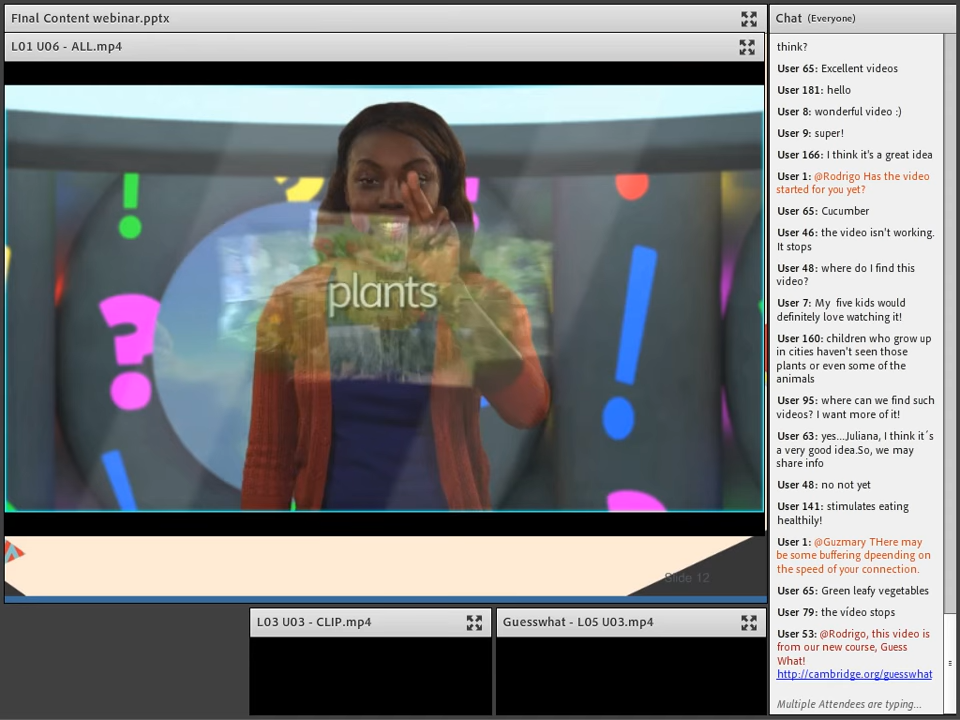 FInal Content webinar.pptx
L01 U06 - ALL.mp4
plants
Slide 12
L03 U03 - CLIP.mp4
Guesswhat - L05 U03.mp4
Chat (Everyone)
think?
User 65: Excellent videos
User 181: hello
User 8: wonderful video :)
User 9: super!
User 166: I think it's a great idea
User 1: @Rodrigo Has the video
started for you yet?
User 65: Cucumber
User 46: the video isn't working.
It stops
User 48: where do I find this
video?
User 7: My  five kids would
definitely love watching it!
User 160: children who grow up
in cities haven't seen those
plants or even some of the
animals
User 95: where can we find such
videos? I want more of it!
User 63: yes...Juliana, I think it´s
a very good idea.So, we may
share info
User 48: no not yet
User 141: stimulates eating
healthily!
User 1: @Guzmary THere may
be some buffering dpeending on
the speed of your connection.
User 65: Green leafy vegetables
User 79: the vídeo stops
User 53: @Rodrigo, this video is
from our new course, Guess
What!
http://cambridge.org/guesswhat
Multiple Attendees are typing...